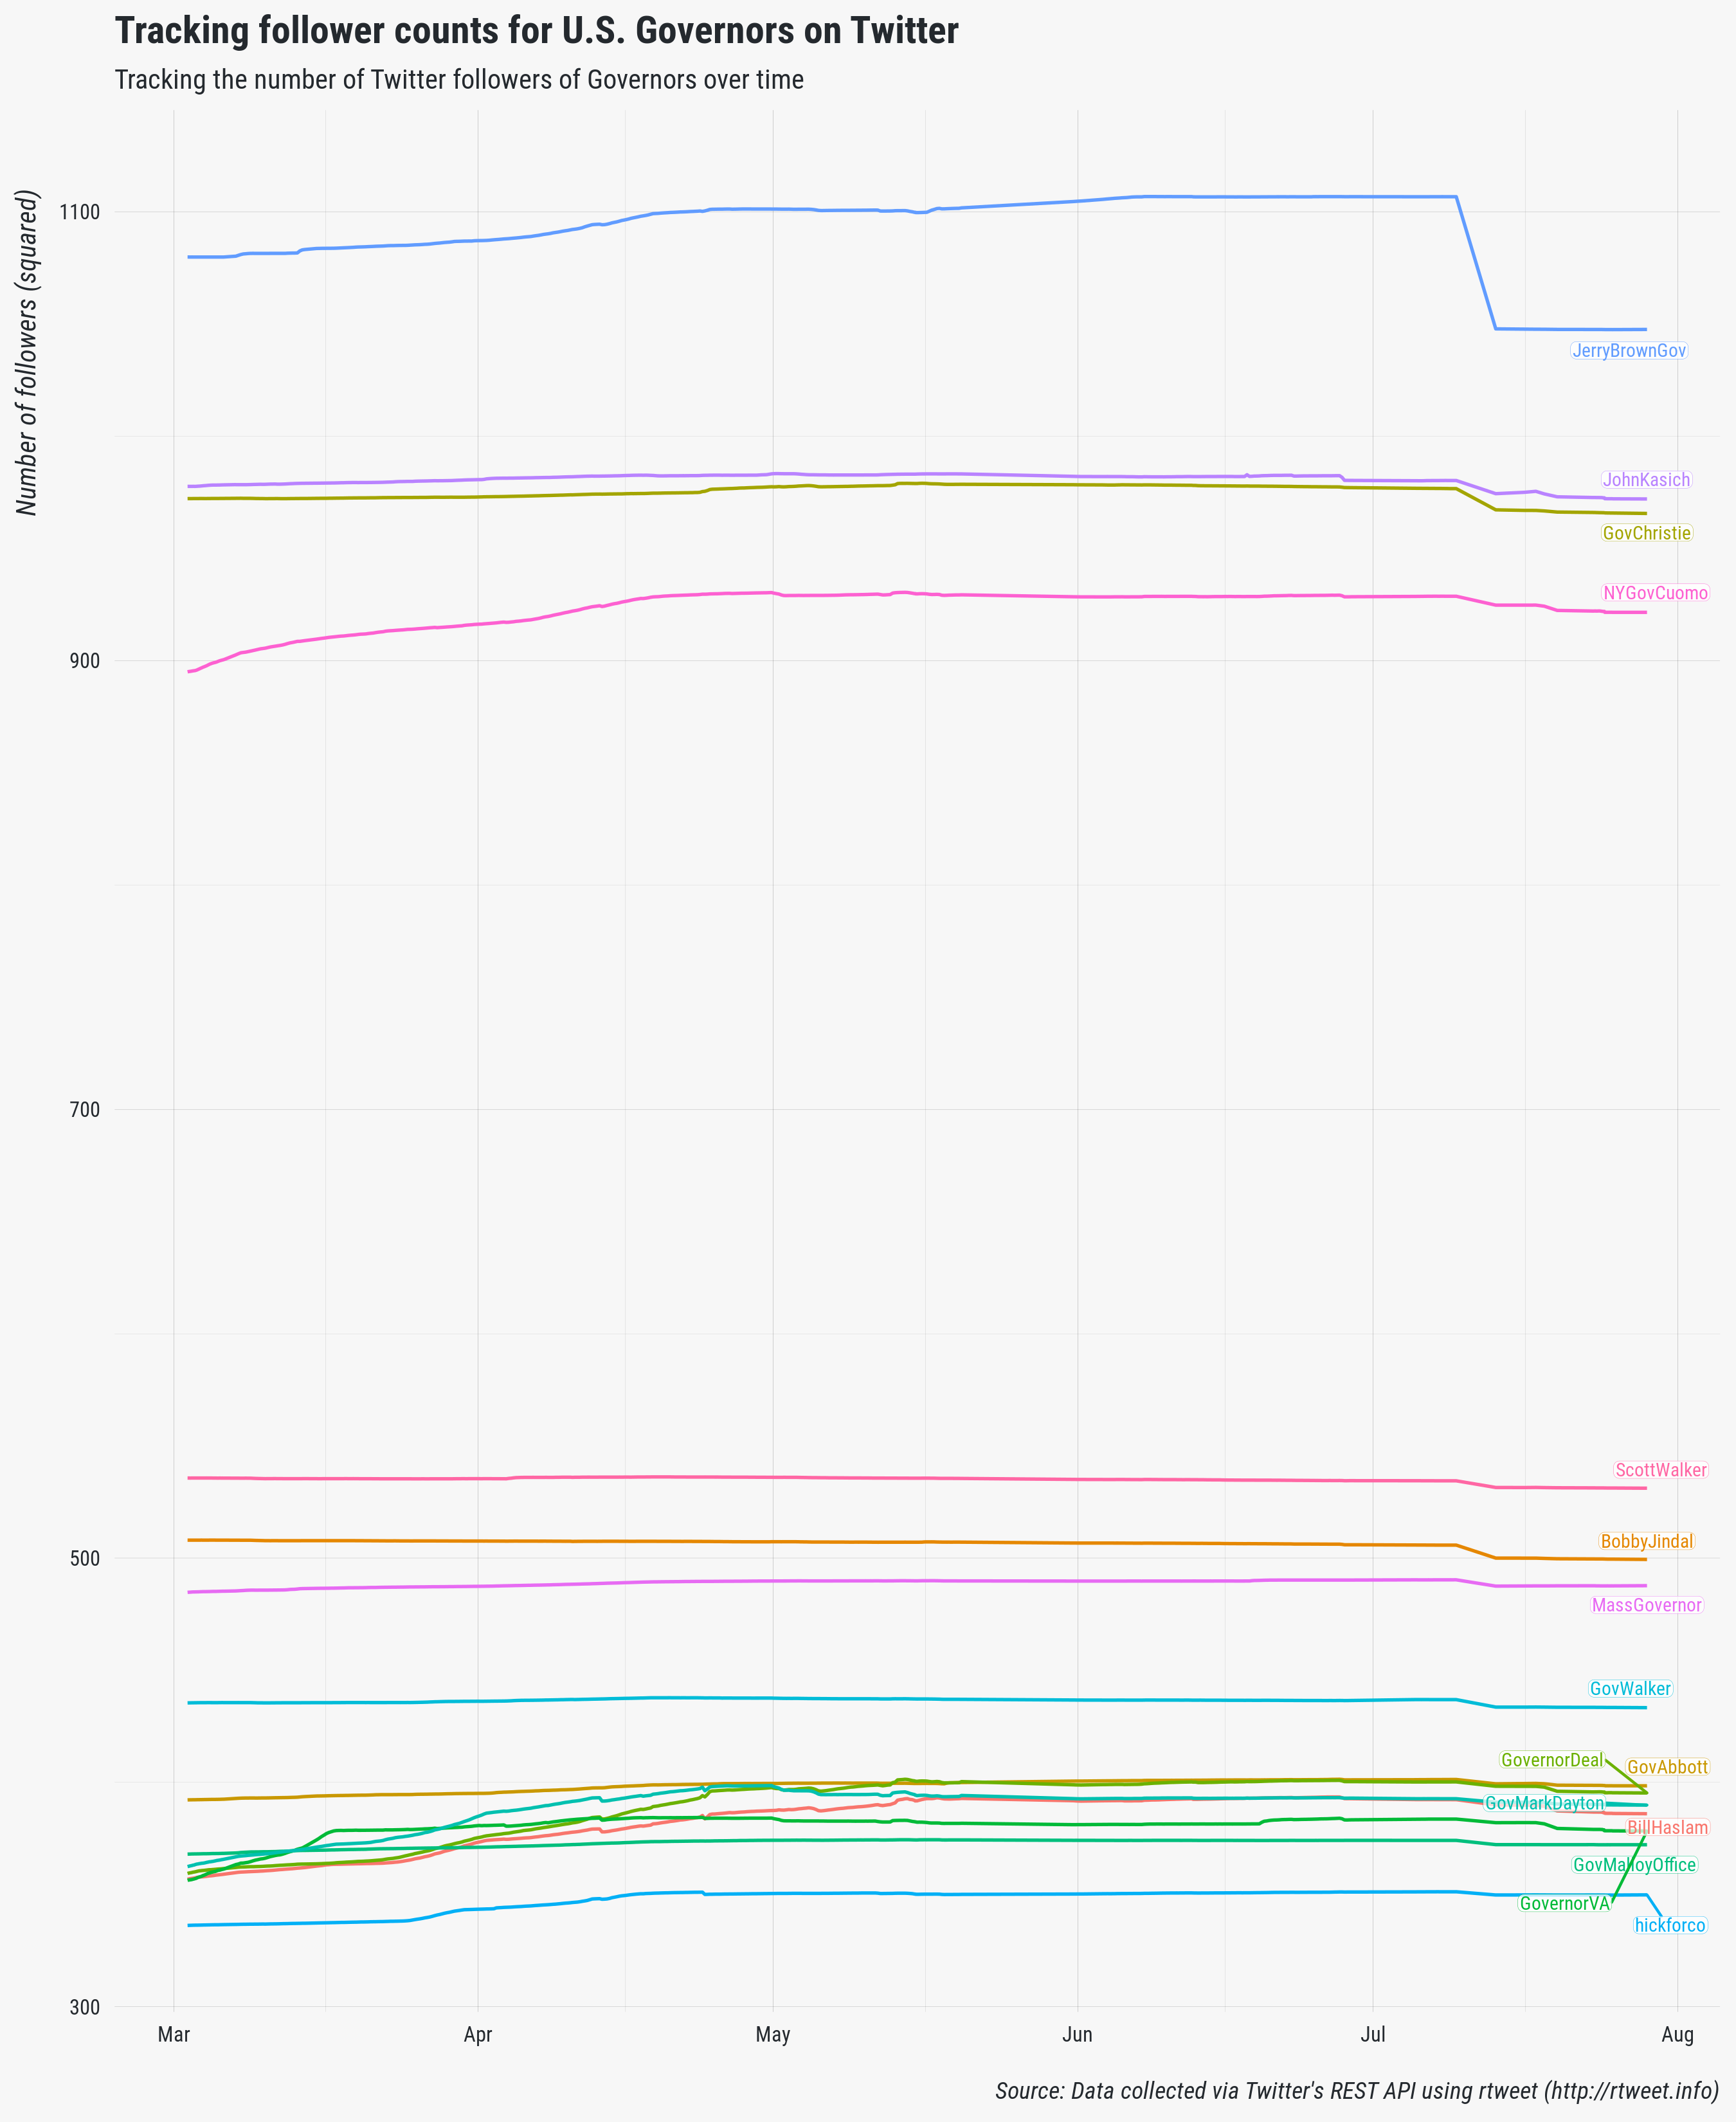 Tracking follower counts for U.S. Governors on Twitter
Tracking the number of Twitter followers of Governors over time
Number of followers (squared)
1100
900
700
500
300
JerryBrownGov
JohnKasich
GovChristie
NYGovCuomo
ScottWalker
BobbyJindal
MassGovernor
GovWalker
GovernorDeal
GovAbbott
GovMarkDayton
BillHaslam
GovMalloyOffice
GovernorVA
hickforco
Mar
Apr
May
Jun
Jul
Aug
Source: Data collected via Twitter's REST API using rtweet (http://rtweet.info)